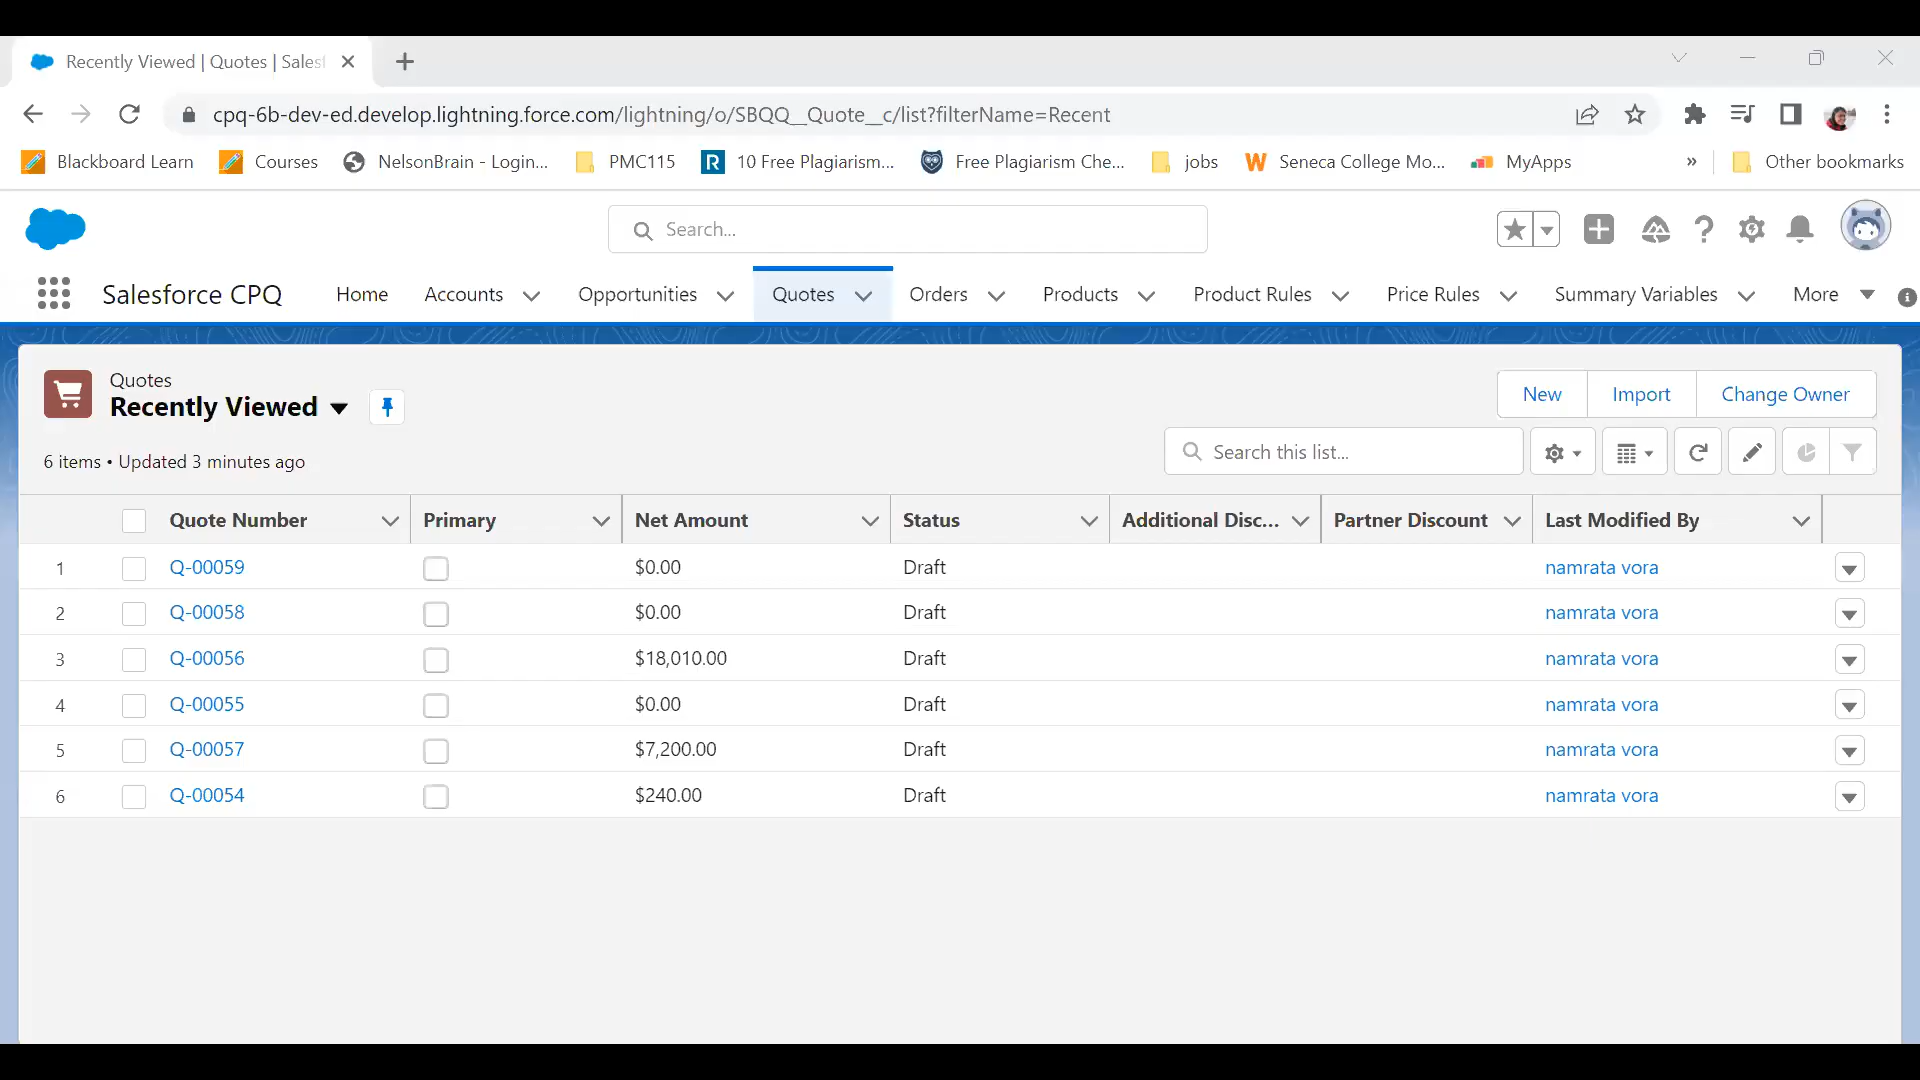 Recently Viewed | Quotes | Sales
cpq-6b-dev-ed.develop.lightning.force.com/lightning/o/SBQQ__Quote__c/list?filterName=Recent
Blackboard Learn Courses NelsonBrain - Login... PMC115 R 10 Free Plagiarism... Free Plagiarism Che... jobs W Seneca College Mo... MyApps » Other bookmarks
Search...
Salesforce CPQ Home Accounts Opportunities Quotes Orders Products Product Rules Price Rules Summary Variables More
Quotes
Recently Viewed
New Import Change Owner
6 items • Updated 3 minutes ago
Search this list...
Quote Number Primary Net Amount Status Additional Disc... Partner Discount Last Modified By
1 Q-00059 $0.00 Draft namrata vora
2 Q-00058 $0.00 Draft namrata vora
3 Q-00056 $18,010.00 Draft namrata vora
4 Q-00055 $0.00 Draft namrata vora
5 Q-00057 $7,200.00 Draft namrata vora
6 Q-00054 $240.00 Draft namrata vora